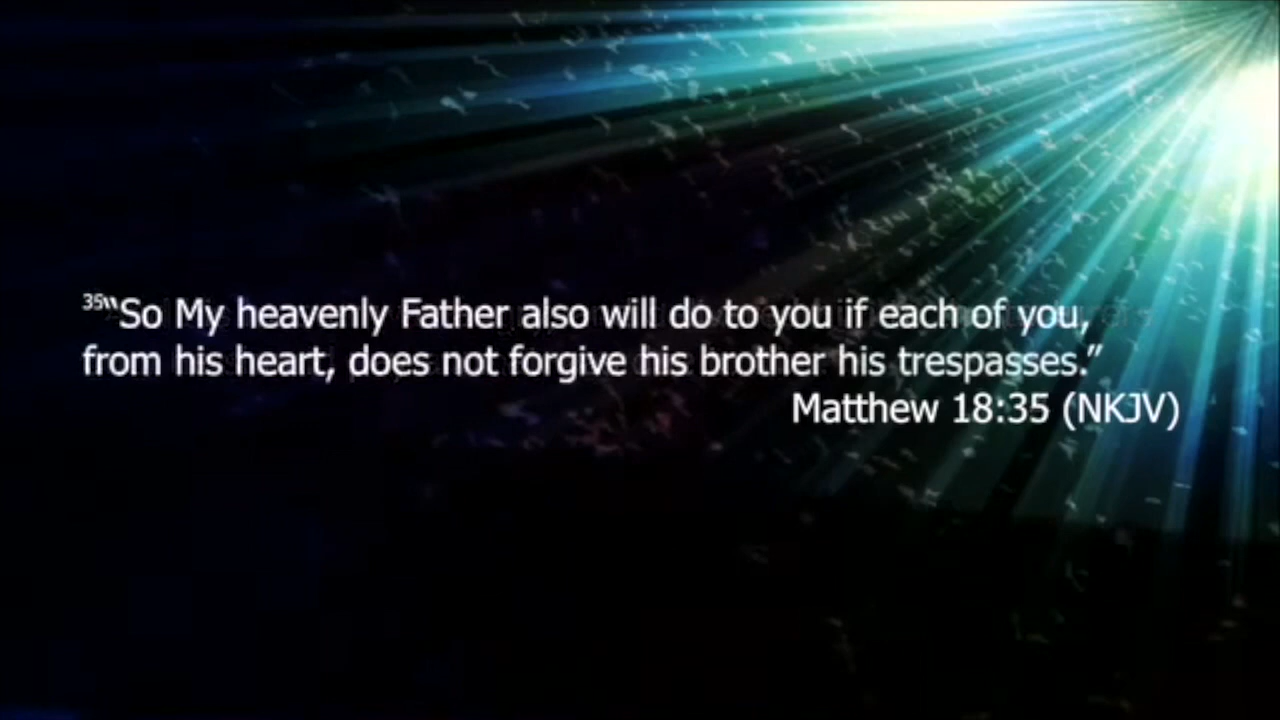 35“So My heavenly Father also will do to you if each of you,
from his heart, does not forgive his brother his trespasses.”
Matthew 18:35 (NKJV)